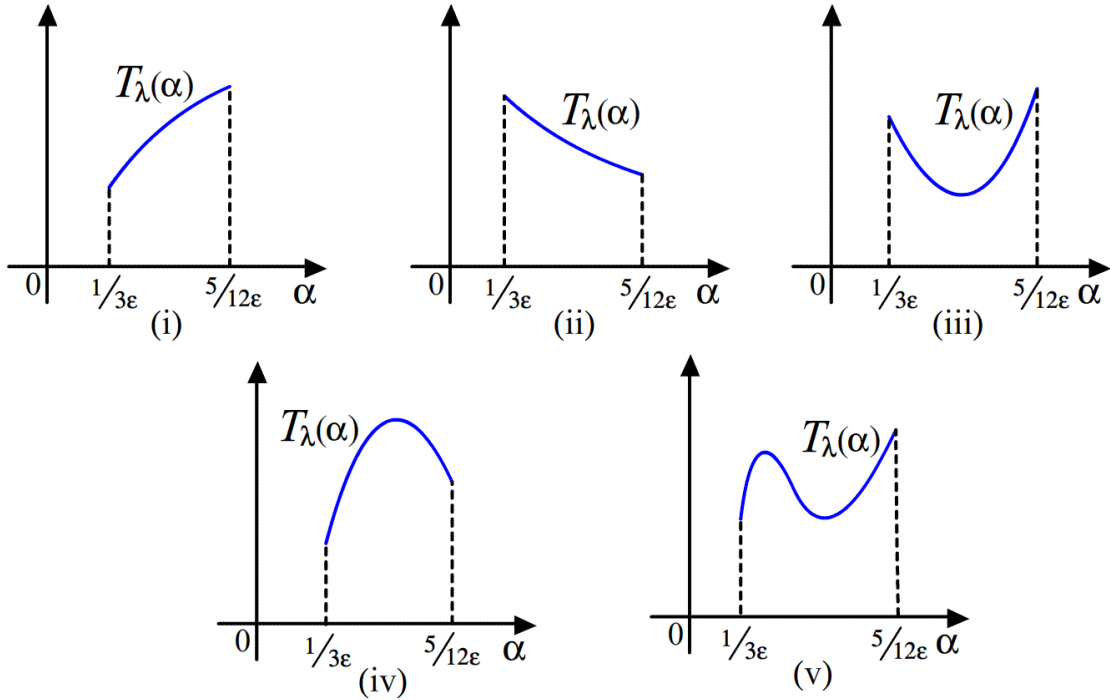 Tλ(α)
0
1/3ε
5/12ε
α
(i)
Tλ(α)
0
1/3ε
5/12ε
α
(ii)
Tλ(α)
0
1/3ε
5/12ε
α
(iii)
Tλ(α)
0
1/3ε
5/12ε
α
(iv)
Tλ(α)
0
1/3ε
5/12ε
α
(v)